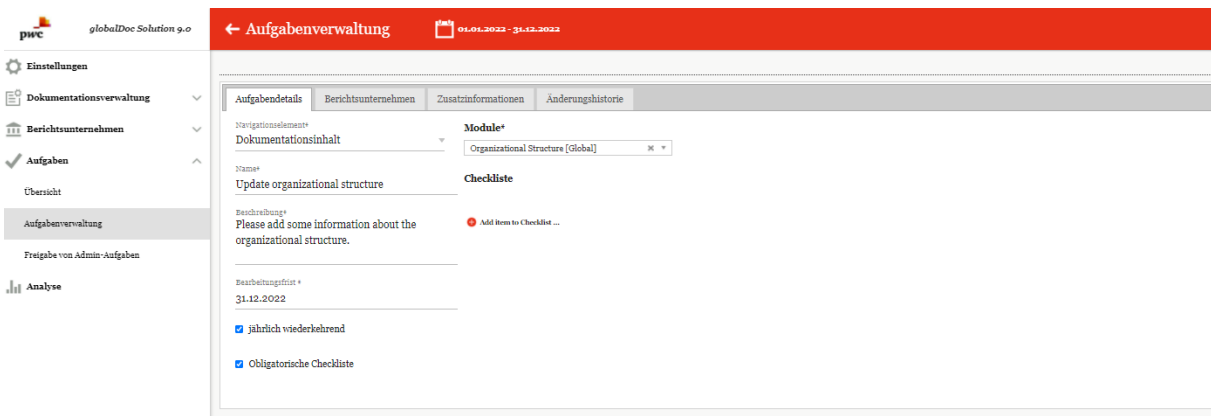 pwc
globalDoc Solution 9.0
← Aufgabenverwaltung
01.01.2022 - 31.12.2022
Einstellungen
Dokumentationsverwaltung
Berichtsunternehmen
Aufgaben
Übersicht
Aufgabenverwaltung
Freigabe von Admin-Aufgaben
Analyse
Aufgabendetails
Berichtsunternehmen
Zusatzinformationen
Änderungshistorie
Navigationselement*
Dokumentationsinhalt
Name*
Update organizational structure
Beschreibung*
Please add some information about the
organizational structure.
Bearbeitungsfrist *
31.12.2022
jährlich wiederkehrend
Obligatorische Checkliste
Module*
Organizational Structure [Global]
Checkliste
Add item to Checklist ...